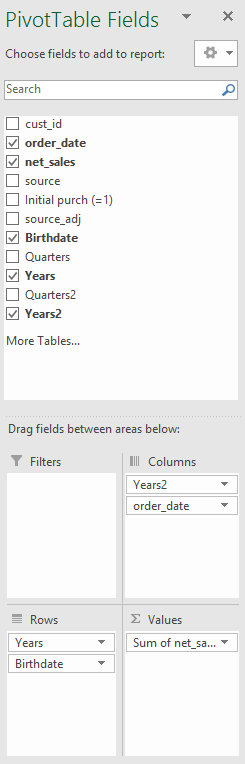 PivotTable Fields
Choose fields to add to report:
Search
cust_id
order_date
net_sales
source
Initial purch (=1)
source_adj
Birthdate
Quarters
Years
Quarters2
Years2
More Tables...
Drag fields between areas below:
Filters
Columns
Years2
order_date
Rows
Years
Birthdate
Σ Values
Sum of net_sa...